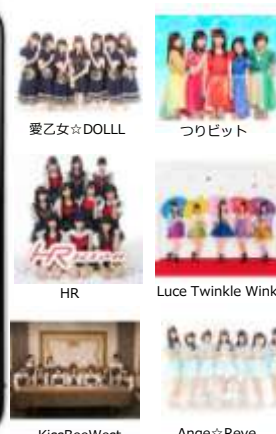 愛乙女☆DOLLL
つりビット
HR
HR
Luce Twinkle Wink
KissBeeWest
Ange☆Reve